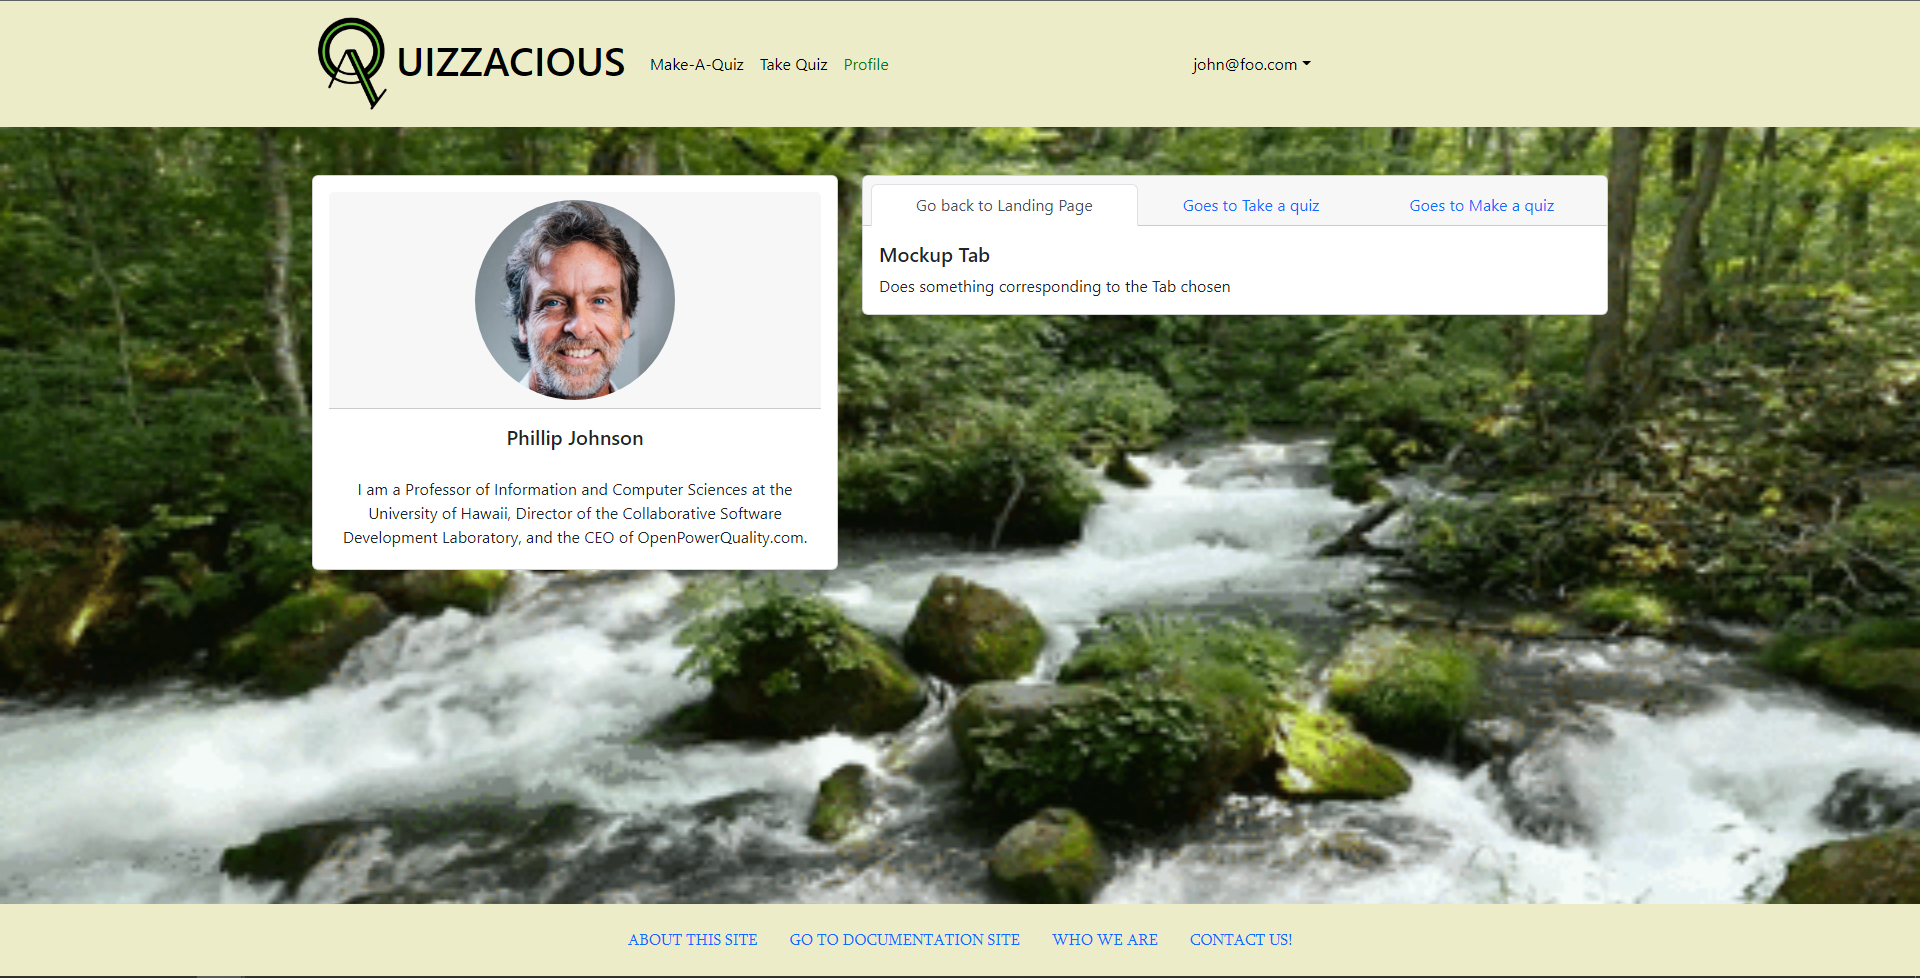 QUIZZACIOUS Make-A-Quiz Take Quiz Profile john@foo.com
Go back to Landing Page Goes to Take a quiz Goes to Make a quiz
Mockup Tab
Does something corresponding to the Tab chosen
Phillip Johnson
I am a Professor of Information and Computer Sciences at the
University of Hawaii, Director of the Collaborative Software
Development Laboratory, and the CEO of OpenPowerQuality.com.
ABOUT THIS SITE GO TO DOCUMENTATION SITE WHO WE ARE CONTACT US!